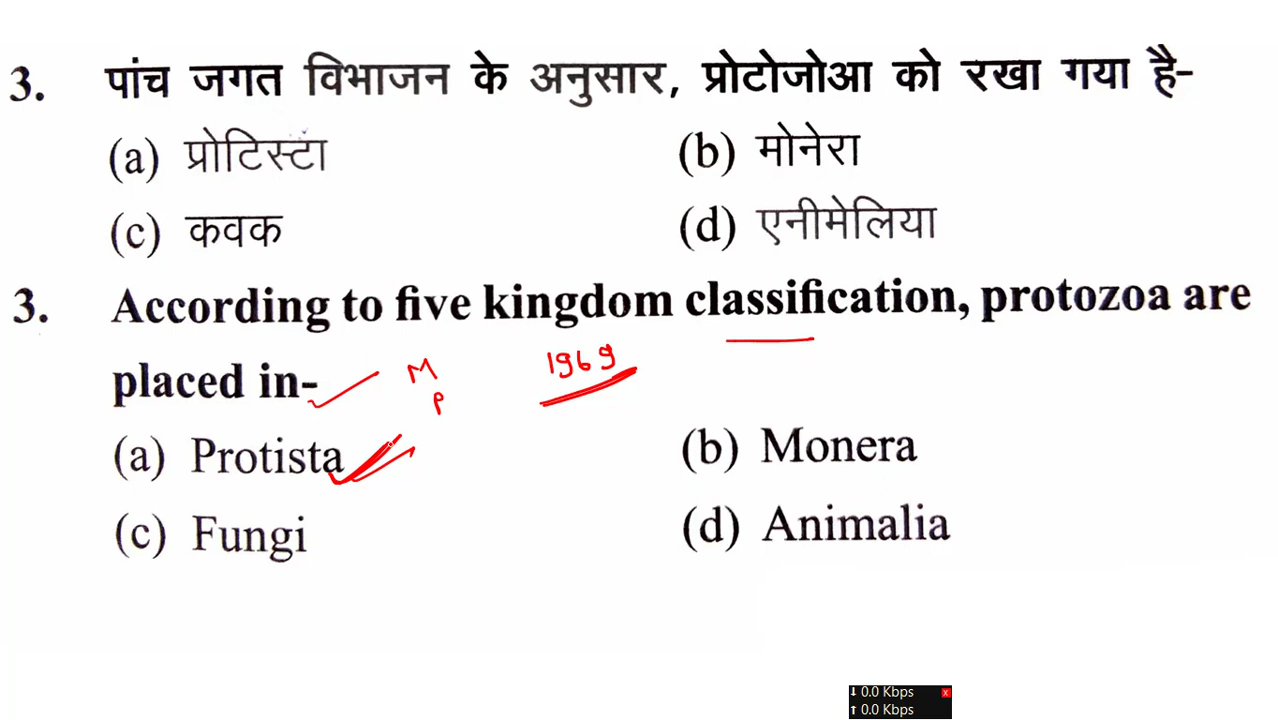 3. पांच जगत विभाजन के अनुसार, प्रोटोजोआ को रखा गया है-
(a) प्रोटिस्टा (b) मोनेरा
(c) कवक (d) एनीमेलिया
3. According to five kingdom classification, protozoa are
placed in- M 1969
P
(a) Protista (b) Monera
(c) Fungi (d) Animalia
↓ 0.0 Kbps x
↑ 0.0 Kbps